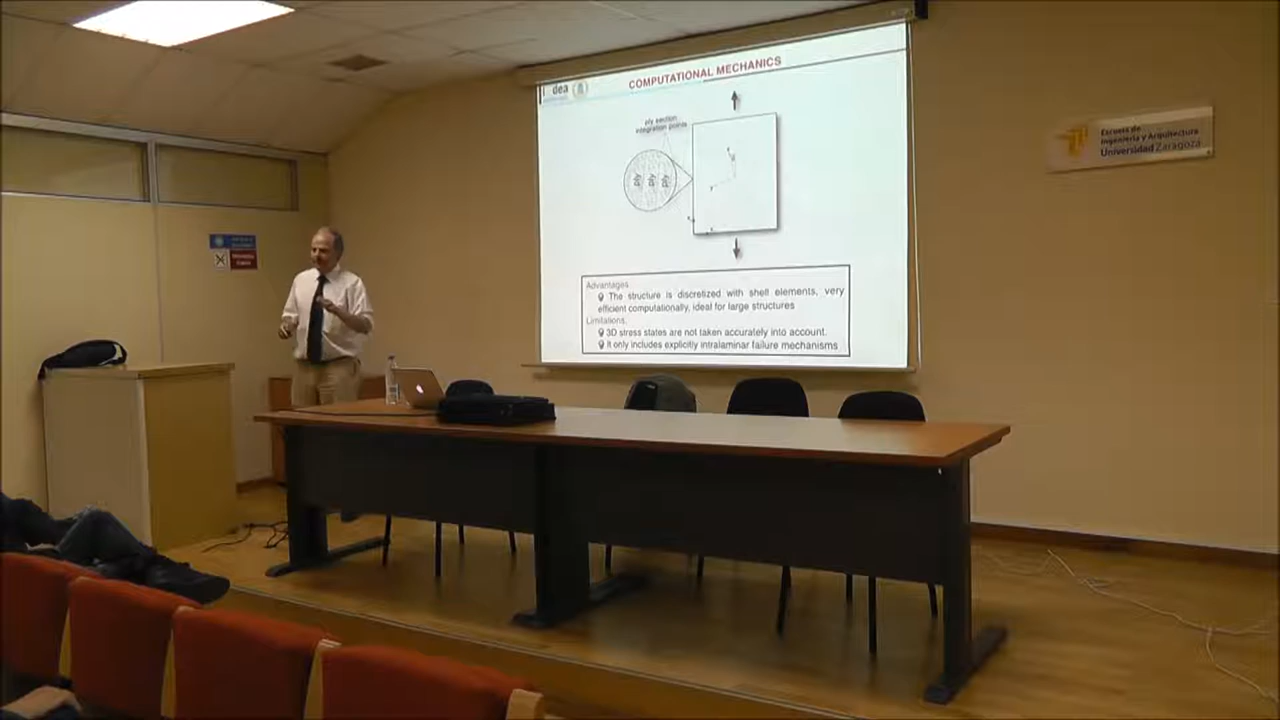 i dea
COMPUTATIONAL MECHANICS
ply section
integration points
Advantages
The structure is discretized with shell elements, very
efficient computationally, ideal for large structures
Limitations:
3D stress states are not taken accurately into account.
It only includes explicitly intralaminar failure mechanisms
Escuela de
Ingeniería y Arquitectura
Universidad Zaragoza